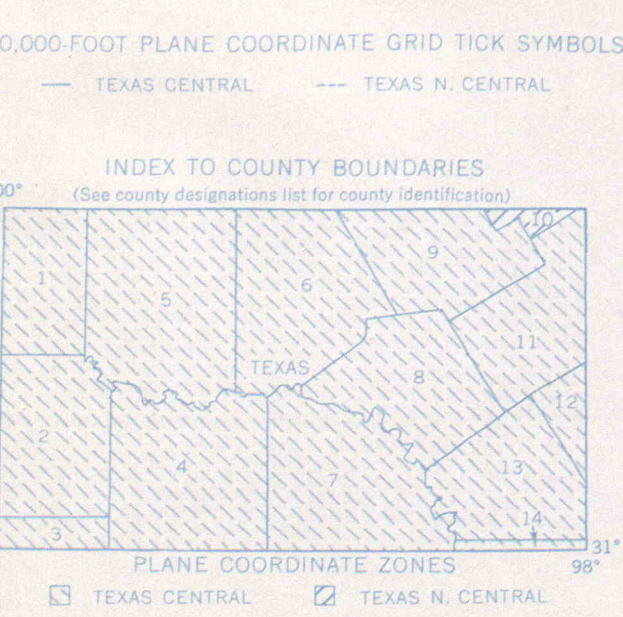 0,000-FOOT PLANE COORDINATE GRID TICK SYMBOLS
TEXAS CENTRAL TEXAS N. CENTRAL
INDEX TO COUNTY BOUNDARIES
00° (See county designations list for county identification)
10
9
1
5
6
11
TEXAS
8
12
2
4
7
13
14
3
31°
PLANE COORDINATE ZONES
98°
TEXAS CENTRAL TEXAS N. CENTRAL